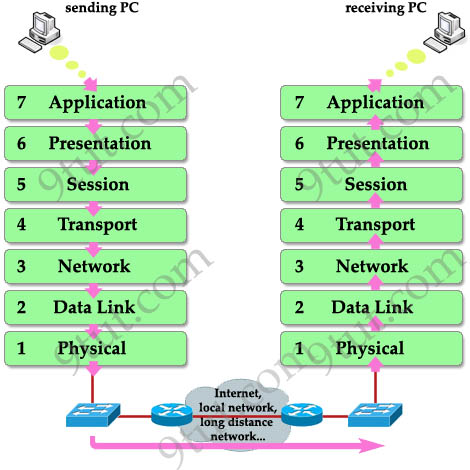 sending PC
receiving PC
7 Application
6 Presentation
5 Session
4 Transport
3 Network
2 Data Link
1 Physical
7 Application
6 Presentation
5 Session
4 Transport
3 Network
2 Data Link
1 Physical
Internet,
local network,
long distance
network...
9tut.com
9tut.com
9tut.com
9tut.com